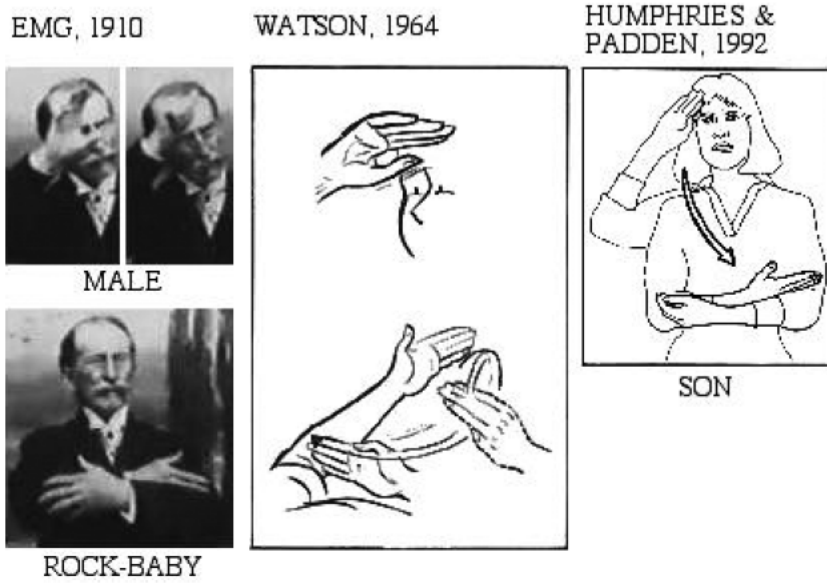 EMG, 1910
WATSON, 1964
HUMPHRIES &
PADDEN, 1992
MALE
ROCK-BABY
SON